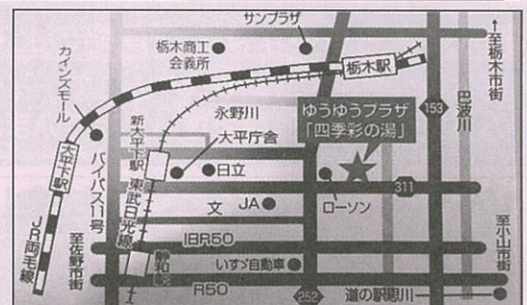 サンプラザ
栃木商工
会議所
栃木駅
至栃木市街
カインズモール
永野川
ゆうゆうプラザ
「四季彩の湯」
153
巴波川
新大平下駅
大平庁舎
大平下駅
バイパス11号
東武日光線
日立
ローソン
311
文
JA
JR両毛線
至佐野市街
旧R50
至小山市街
静和駅
いすゞ自動車
R50
252
道の駅思川